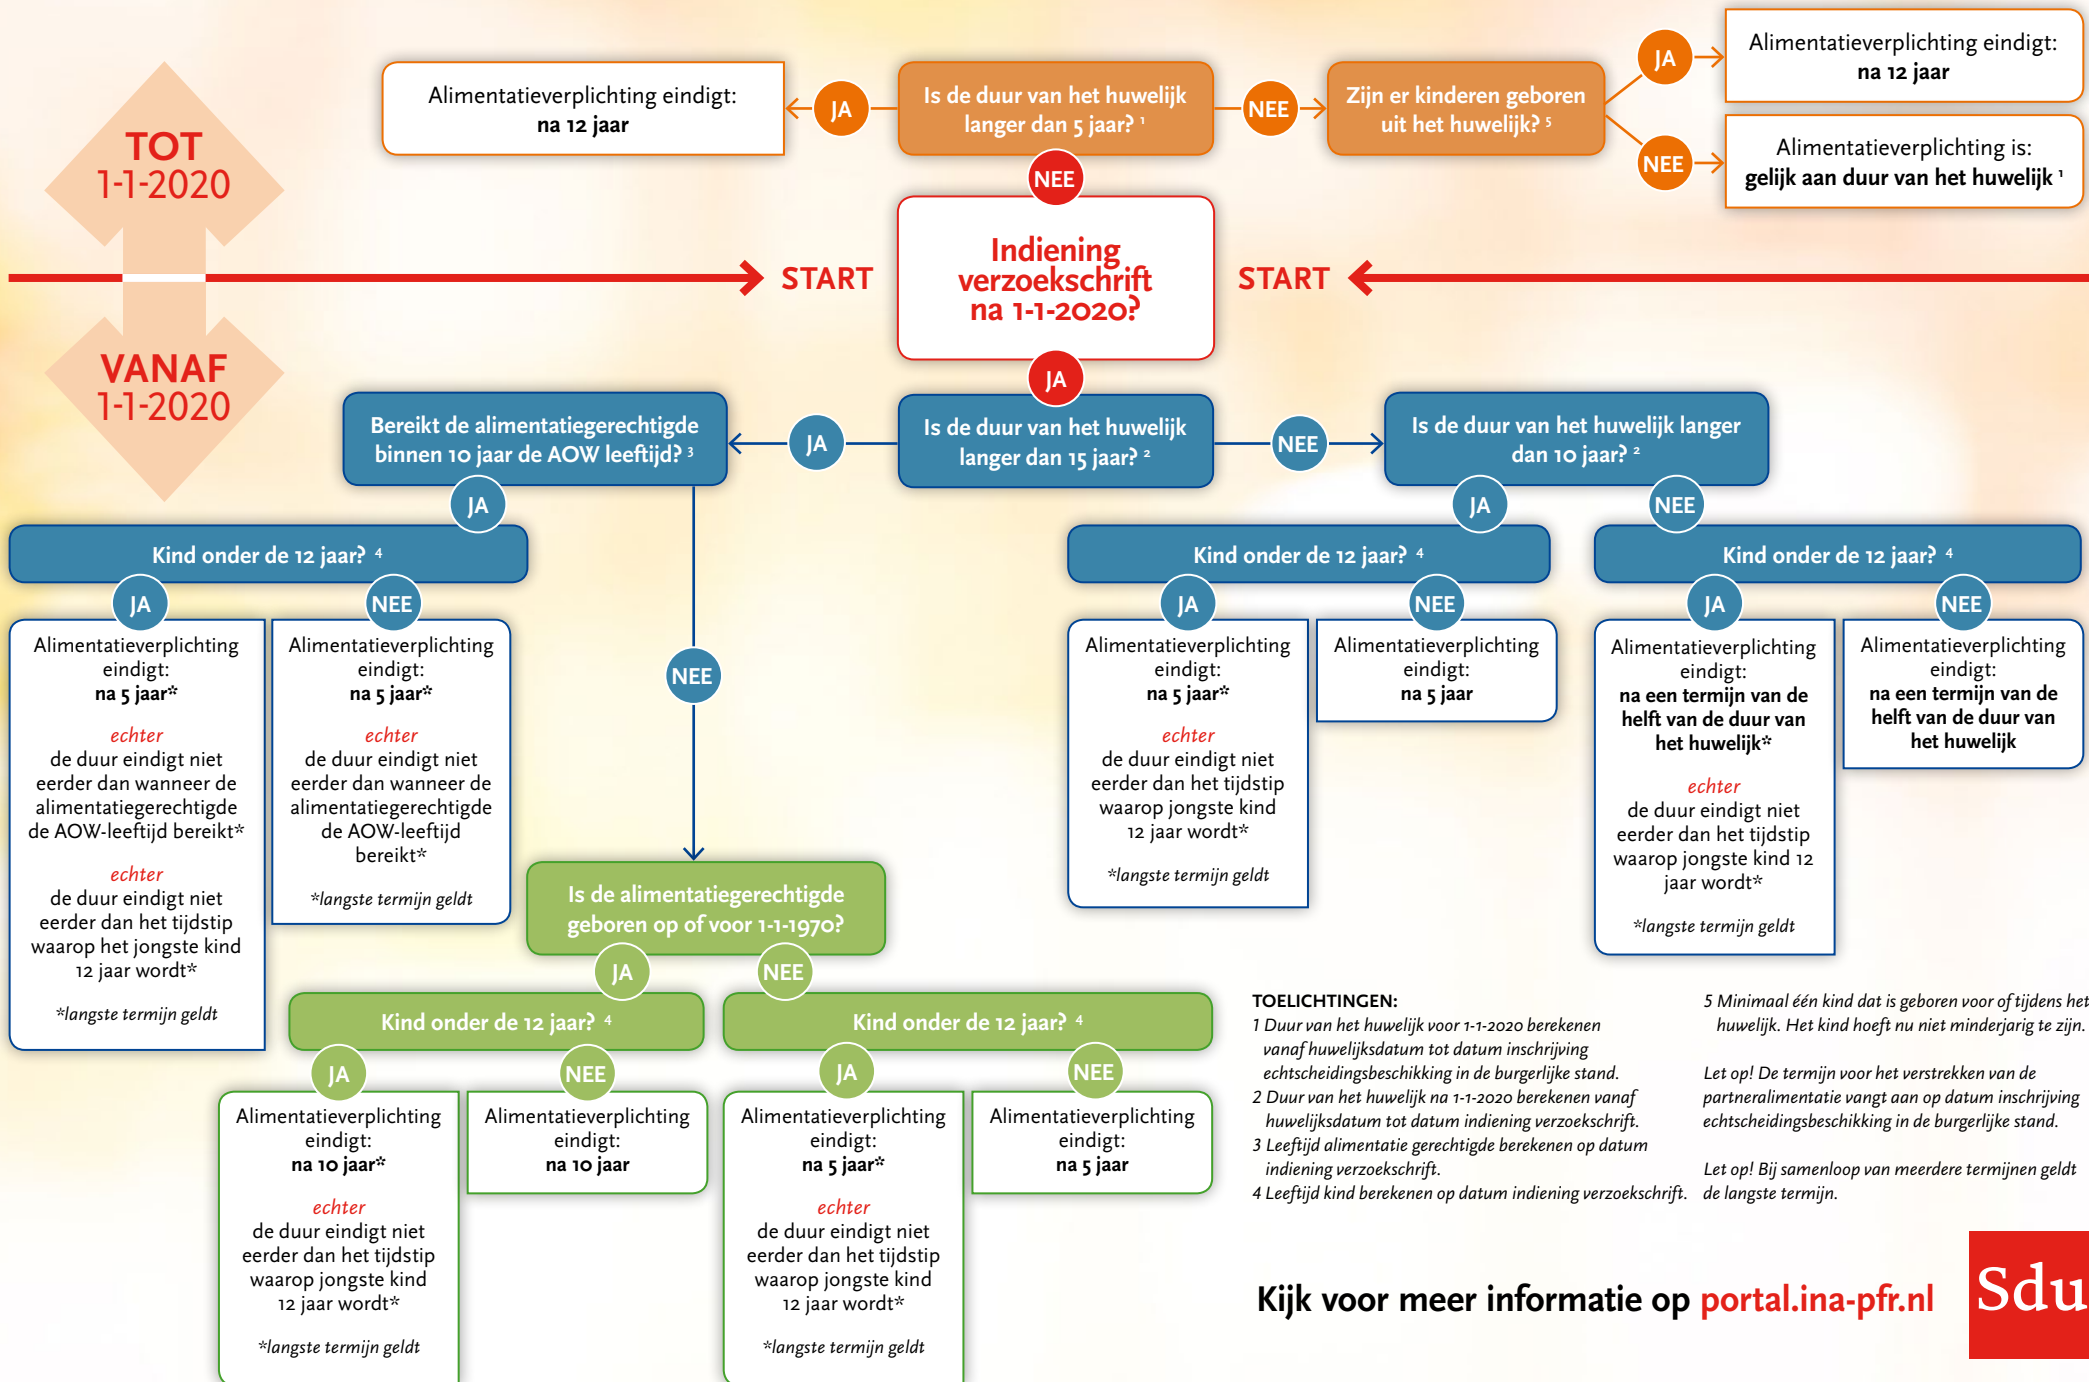 TOT
1-1-2020
Alimentatieverplichting eindigt:
na 12 jaar
JA
Is de duur van het huwelijk
langer dan 5 jaar? ¹
NEE
Zijn er kinderen geboren
uit het huwelijk? ⁵
JA
Alimentatieverplichting eindigt:
na 12 jaar
NEE
Alimentatieverplichting is:
gelijk aan duur van het huwelijk ¹
NEE
START
Indiening
verzoekschrift
na 1-1-2020?
START
VANAF
1-1-2020
JA
Bereikt de alimentatiegerechtigde
binnen 10 jaar de AOW leeftijd? ³
JA
Is de duur van het huwelijk
langer dan 15 jaar? ²
NEE
Is de duur van het huwelijk langer
dan 10 jaar? ²
JA
Kind onder de 12 jaar? ⁴
JA
Alimentatieverplichting
eindigt:
na 5 jaar*
echter
de duur eindigt niet
eerder dan wanneer de
alimentatiegerechtigde
de AOW-leeftijd bereikt*
echter
de duur eindigt niet
eerder dan het tijdstip
waarop het jongste kind
12 jaar wordt*
*langste termijn geldt
NEE
Alimentatieverplichting
eindigt:
na 5 jaar*
echter
de duur eindigt niet
eerder dan wanneer de
alimentatiegerechtigde
de AOW-leeftijd
bereikt*
*langste termijn geldt
NEE
Is de alimentatiegerechtigde
geboren op of voor 1-1-1970?
JA
Kind onder de 12 jaar? ⁴
JA
Alimentatieverplichting
eindigt:
na 10 jaar*
echter
de duur eindigt niet
eerder dan het tijdstip
waarop jongste kind
12 jaar wordt*
*langste termijn geldt
NEE
Alimentatieverplichting
eindigt:
na 10 jaar
NEE
Kind onder de 12 jaar? ⁴
JA
Alimentatieverplichting
eindigt:
na 5 jaar*
echter
de duur eindigt niet
eerder dan het tijdstip
waarop jongste kind
12 jaar wordt*
*langste termijn geldt
NEE
Alimentatieverplichting
eindigt:
na 5 jaar
JA
Kind onder de 12 jaar? ⁴
JA
Alimentatieverplichting
eindigt:
na 5 jaar*
echter
de duur eindigt niet
eerder dan het tijdstip
waarop jongste kind
12 jaar wordt*
*langste termijn geldt
NEE
Alimentatieverplichting
eindigt:
na 5 jaar
NEE
Kind onder de 12 jaar? ⁴
JA
Alimentatieverplichting
eindigt:
na een termijn van de
helft van de duur van
het huwelijk*
echter
de duur eindigt niet
eerder dan het tijdstip
waarop jongste kind 12
jaar wordt*
*langste termijn geldt
NEE
Alimentatieverplichting
eindigt:
na een termijn van de
helft van de duur van
het huwelijk
TOELICHTINGEN:
1 Duur van het huwelijk voor 1-1-2020 berekenen
vanaf huwelijksdatum tot datum inschrijving
echtscheidingsbeschikking in de burgerlijke stand.
2 Duur van het huwelijk na 1-1-2020 berekenen vanaf
huwelijksdatum tot datum indiening verzoekschrift.
3 Leeftijd alimentatie gerechtigde berekenen op datum
indiening verzoekschrift.
4 Leeftijd kind berekenen op datum indiening verzoekschrift.
5 Minimaal één kind dat is geboren voor of tijdens het
huwelijk. Het kind hoeft nu niet minderjarig te zijn.
Let op! De termijn voor het verstrekken van de
partneralimentatie vangt aan op datum inschrijving
echtscheidingsbeschikking in de burgerlijke stand.
Let op! Bij samenloop van meerdere termijnen geldt
de langste termijn.
Kijk voor meer informatie op portal.ina-pfr.nl
Sdu